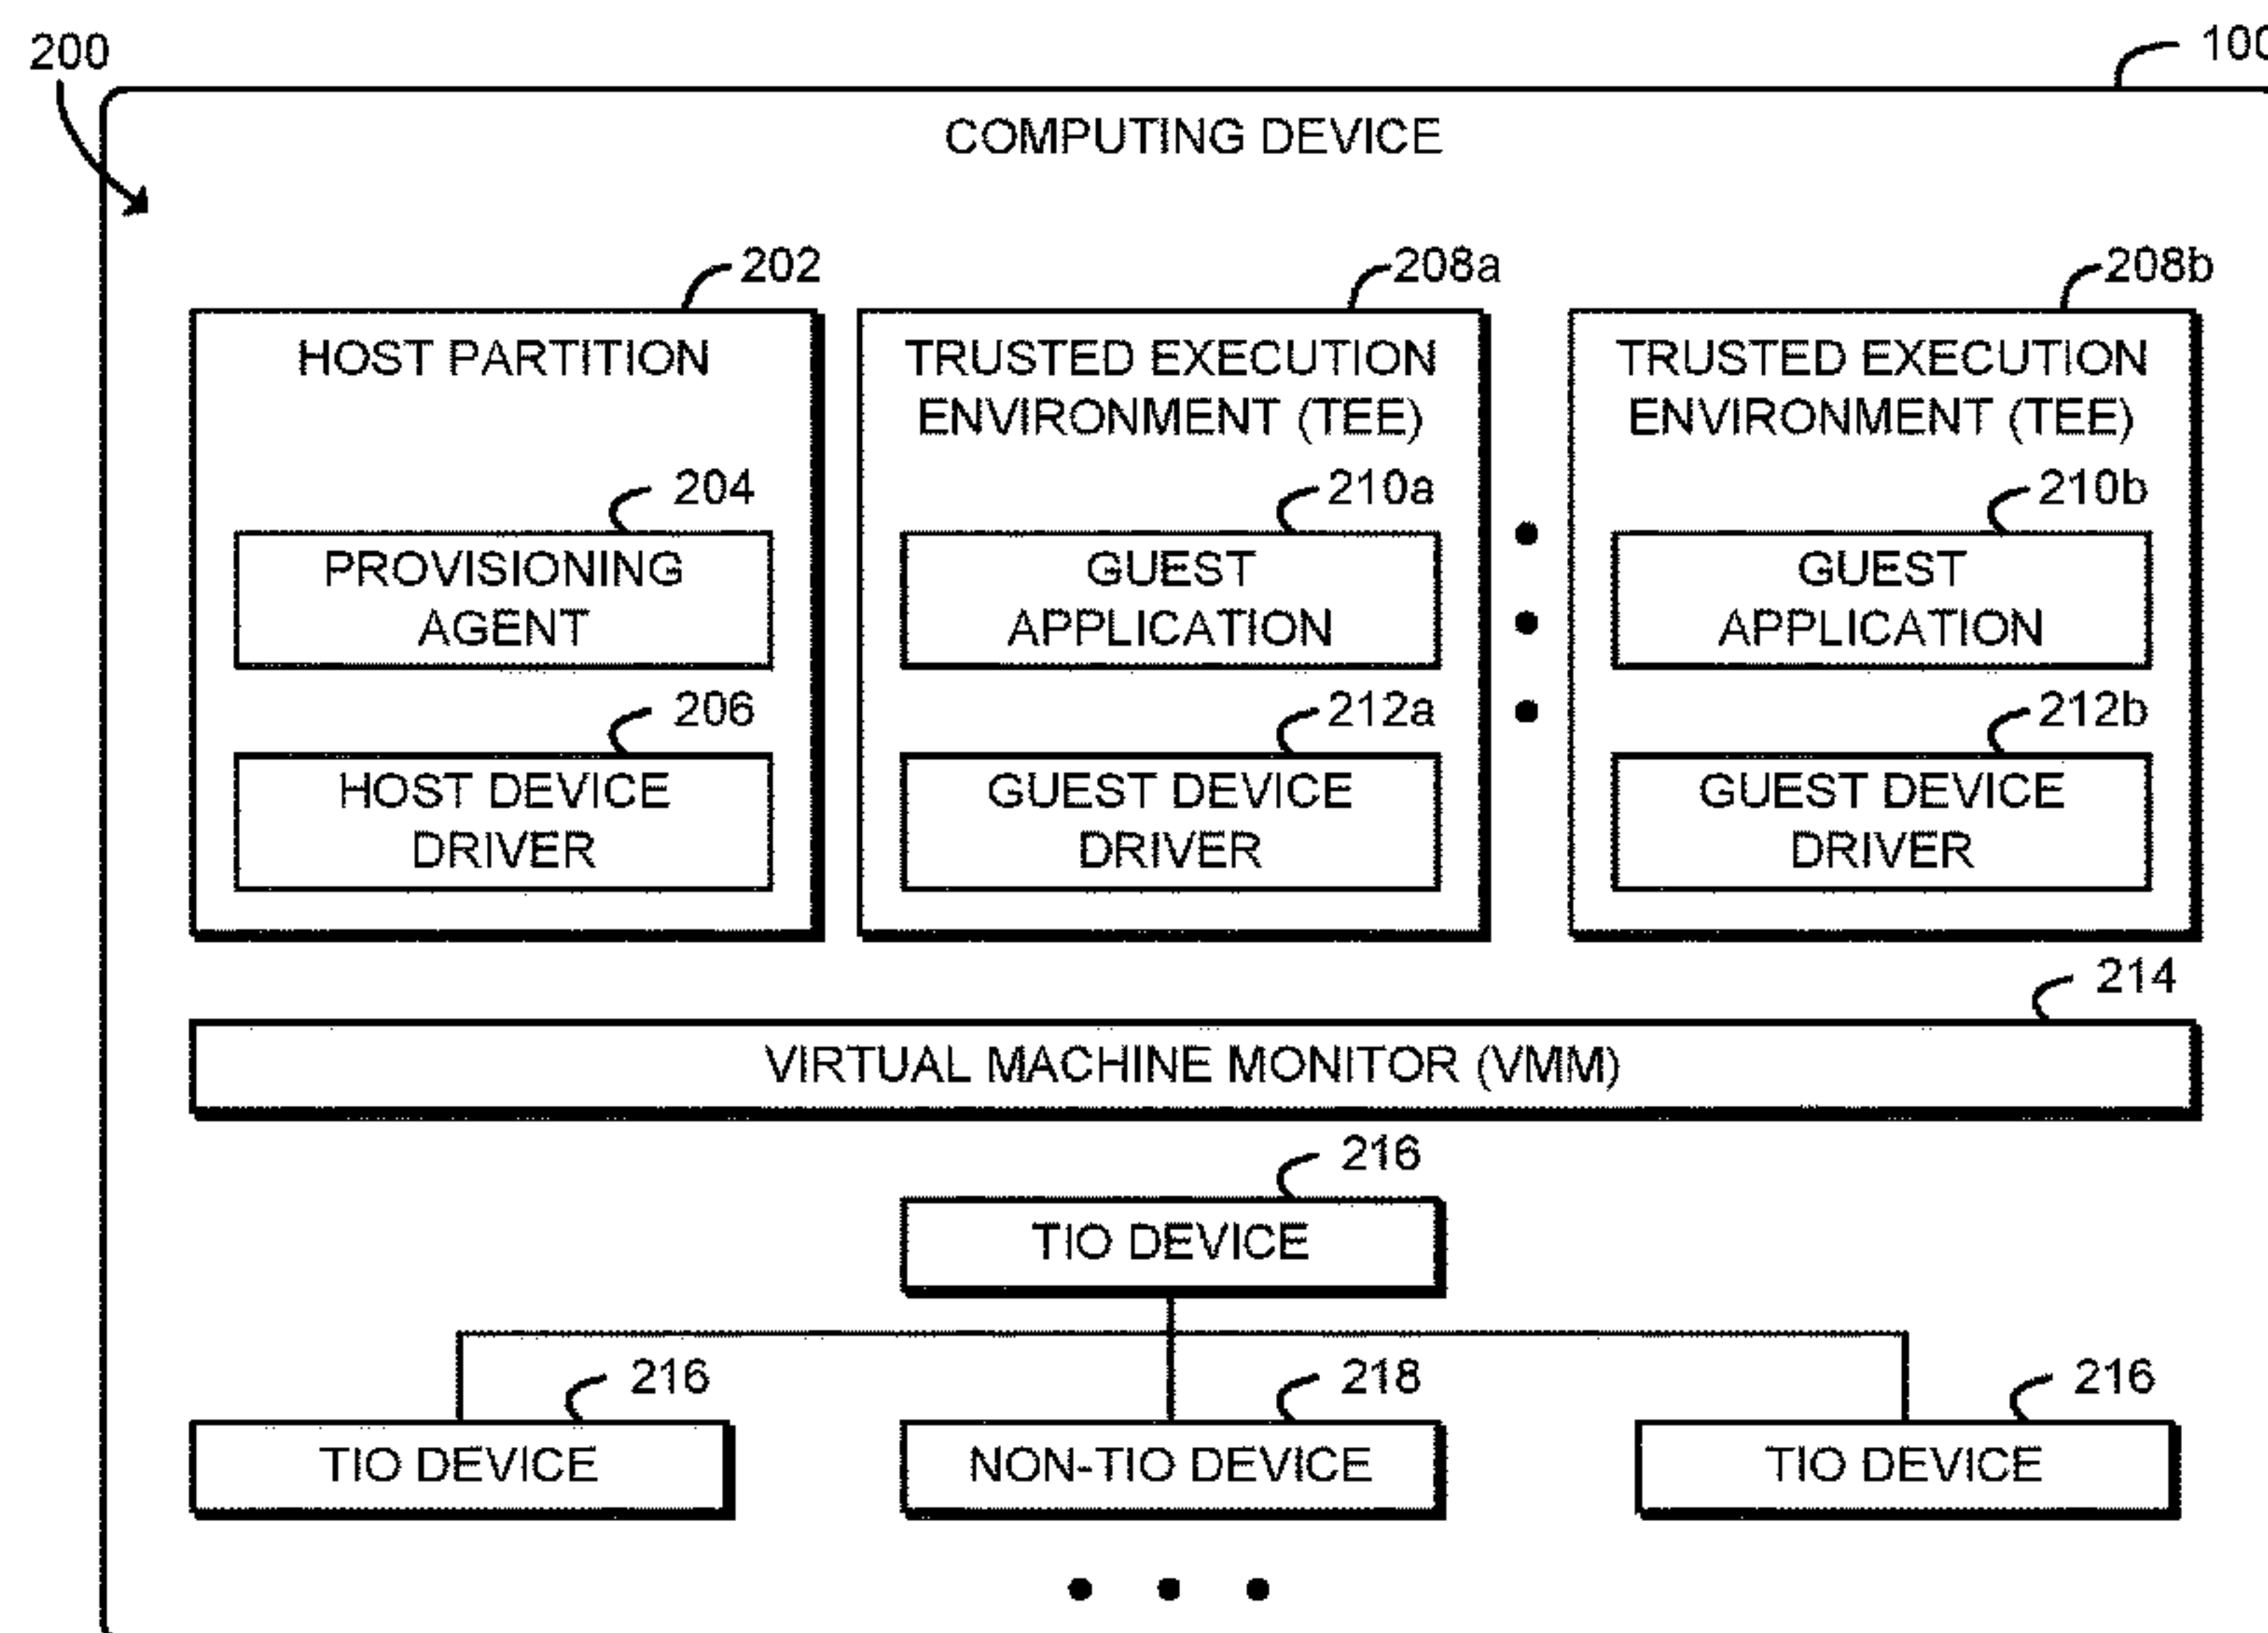 200
100
COMPUTING DEVICE
202
208a
208b
HOST PARTITION
TRUSTED EXECUTION
ENVIRONMENT (TEE)
TRUSTED EXECUTION
ENVIRONMENT (TEE)
204
210a
210b
PROVISIONING
AGENT
GUEST
APPLICATION
GUEST
APPLICATION
206
212a
212b
HOST DEVICE
DRIVER
GUEST DEVICE
DRIVER
GUEST DEVICE
DRIVER
214
VIRTUAL MACHINE MONITOR (VMM)
216
TIO DEVICE
216
218
216
TIO DEVICE
NON-TIO DEVICE
TIO DEVICE